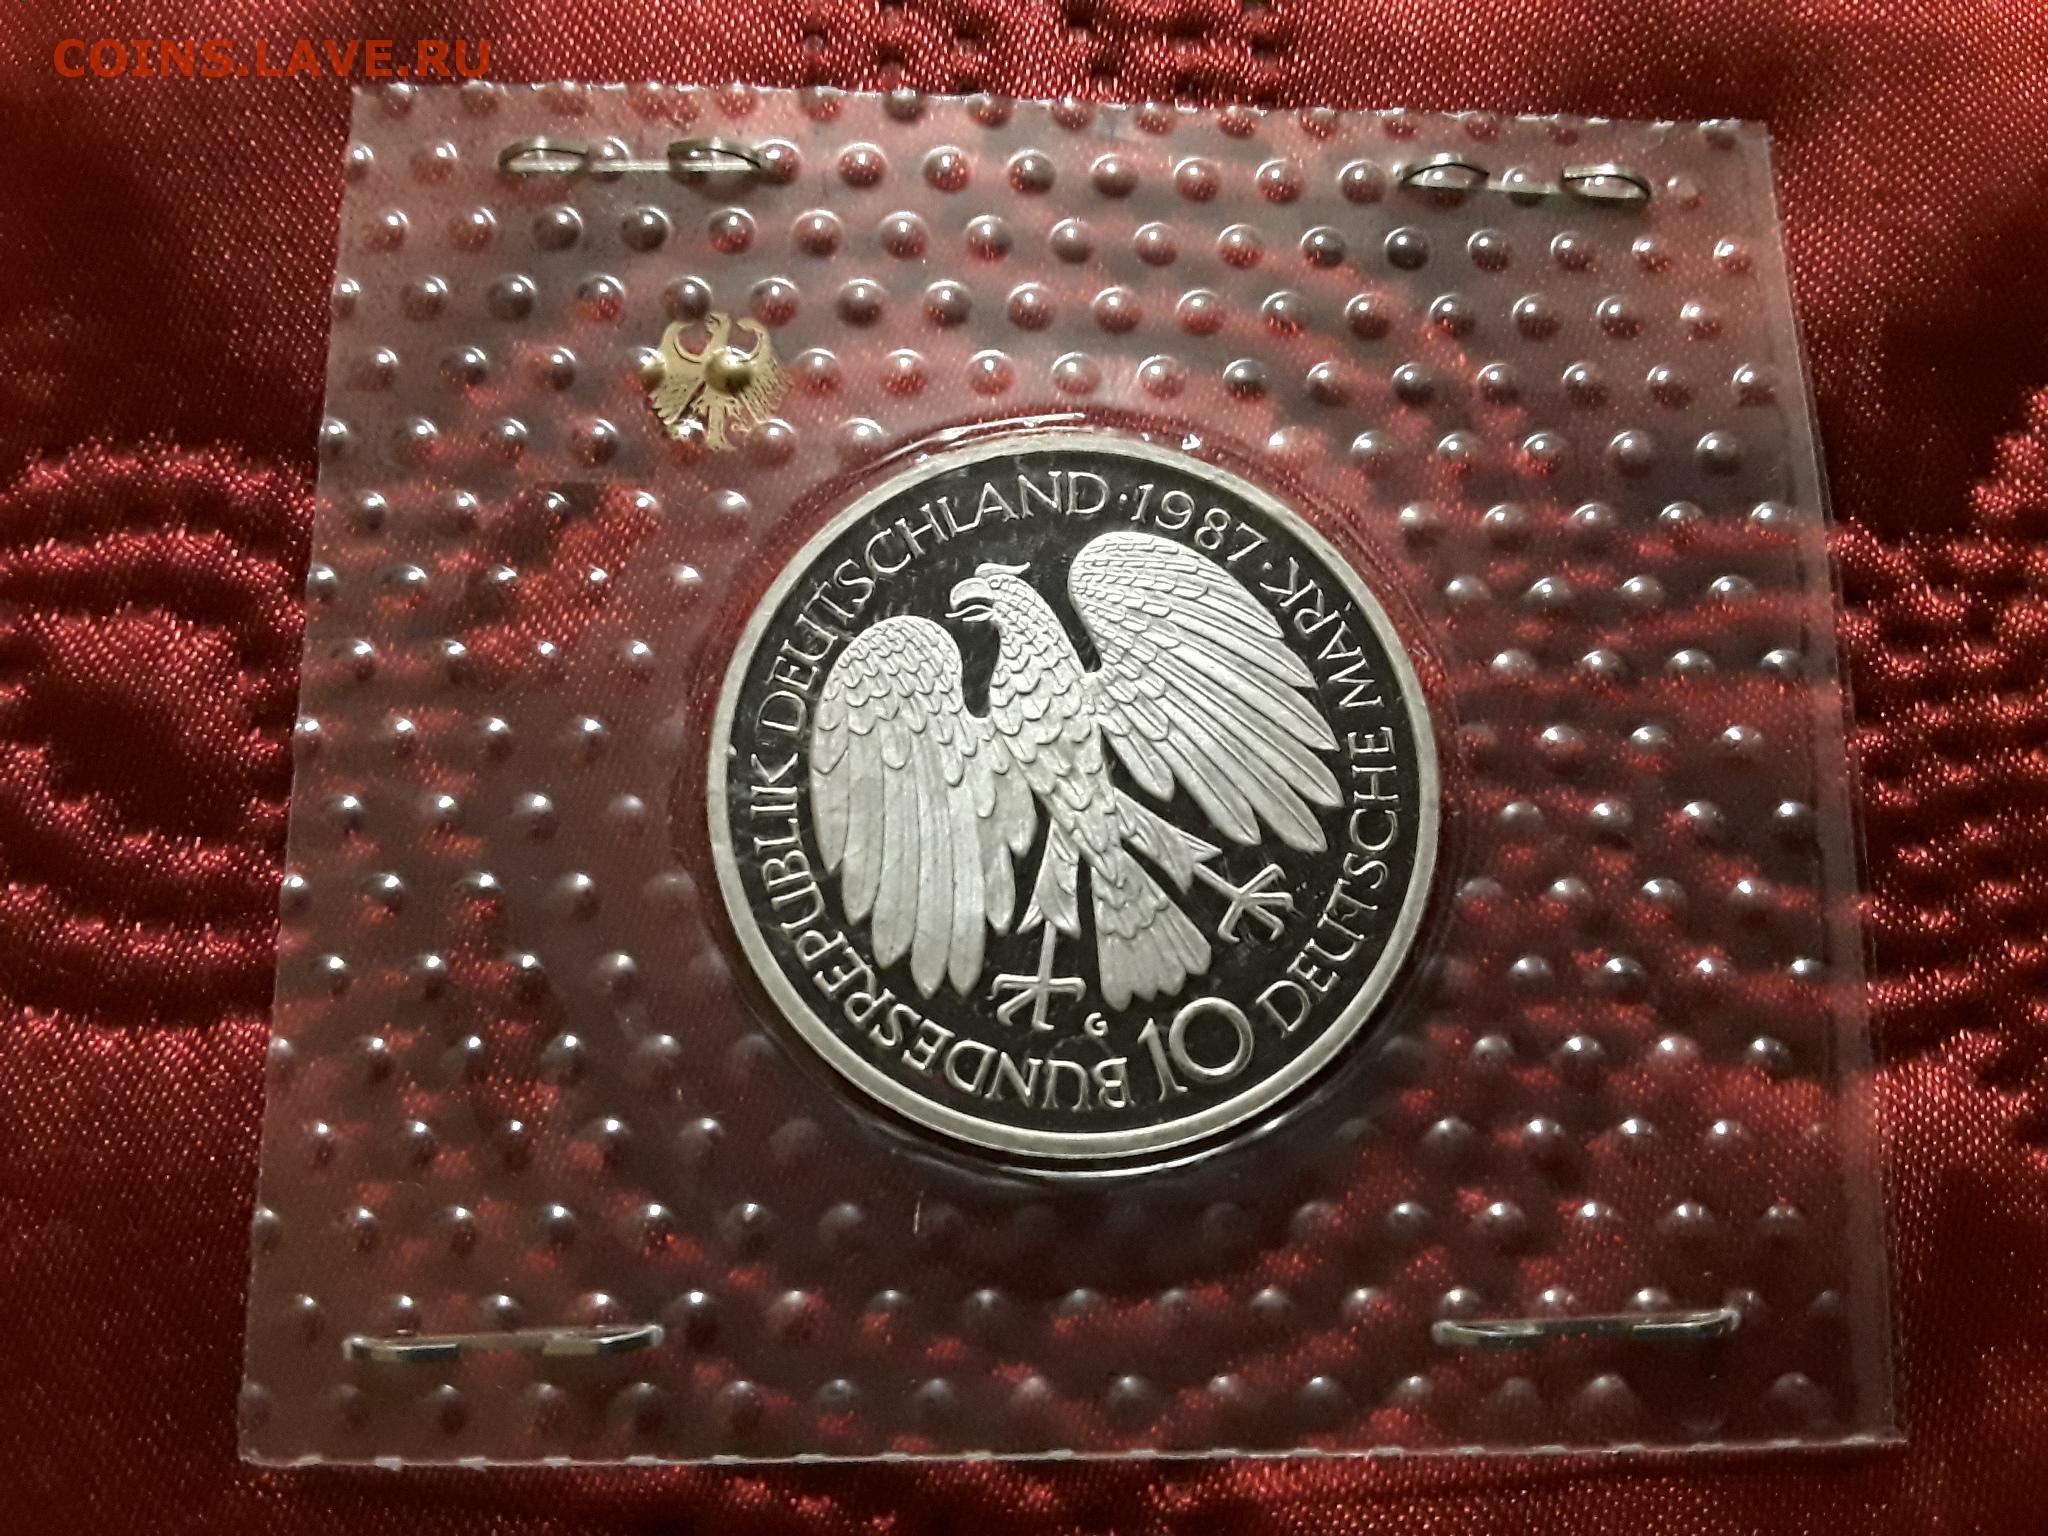 COINS.LAVE.RU
BUNDESREPUBLIK DEUTSCHLAND · 1987 ·
10 DEUTSCHE MARK
G